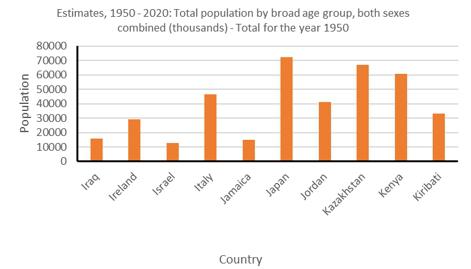 Estimates, 1950 - 2020: Total population by broad age group, both sexes
combined (thousands) - Total for the year 1950
80000
70000
60000
50000
40000
30000
20000
10000
0
Population
Iraq
Ireland
Israel
Italy
Jamaica
Japan
Jordan
Kazakhstan
Kenya
Kiribati
Country